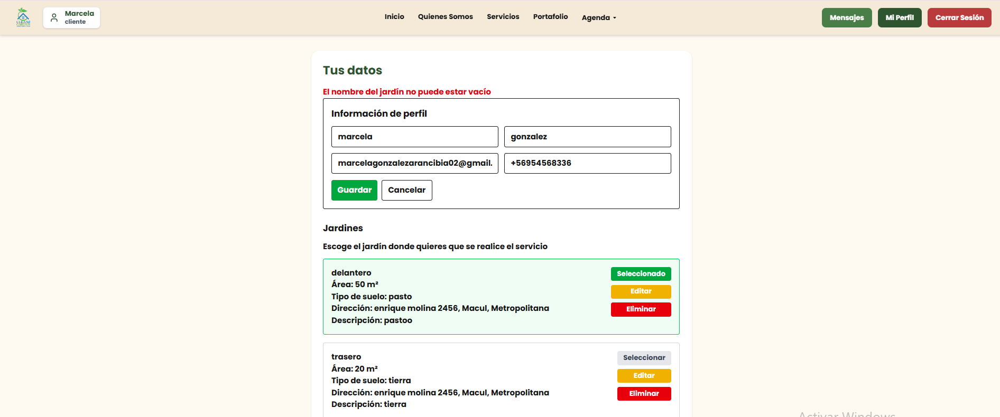 CLEAN &
GARDEN
Marcela
cliente
Inicio Quienes Somos Servicios Portafolio Agenda
Mensajes Mi Perfil Cerrar Sesión
Tus datos
El nombre del jardín no puede estar vacío
Información de perfil
marcela gonzalez
marcelagonzalezarancibia02@gmail. +56954568336
Guardar Cancelar
Jardines
Escoge el jardín donde quieres que se realice el servicio
delantero
Seleccionado
Área: 50 m²
Editar
Tipo de suelo: pasto
Dirección: enrique molina 2456, Macul, Metropolitana
Eliminar
Descripción: pastoo
trasero
Seleccionar
Área: 20 m²
Editar
Tipo de suelo: tierra
Dirección: enrique molina 2456, Macul, Metropolitana
Eliminar
Descripción: tierra
Activar Windows